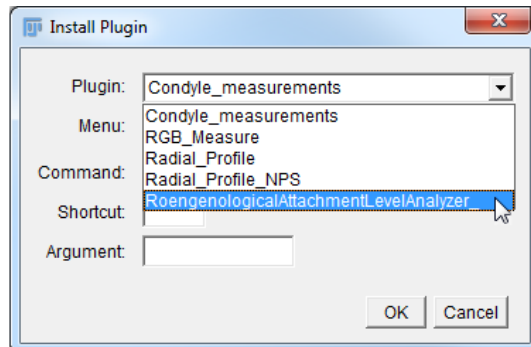 Install Plugin
Plugin: Condyle_measurements
Menu: Condyle_measurements
RGB_Measure
Command: Radial_Profile
Radial_Profile_NPS
Shortcut: RoengenologicalAttachmentLevelAnalyzer_
Argument:
OK Cancel